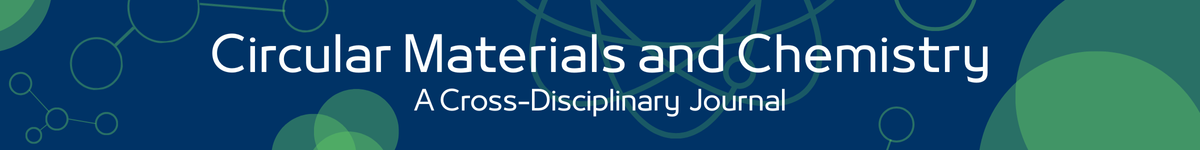 Circular Materials and Chemistry
A Cross-Disciplinary Journal